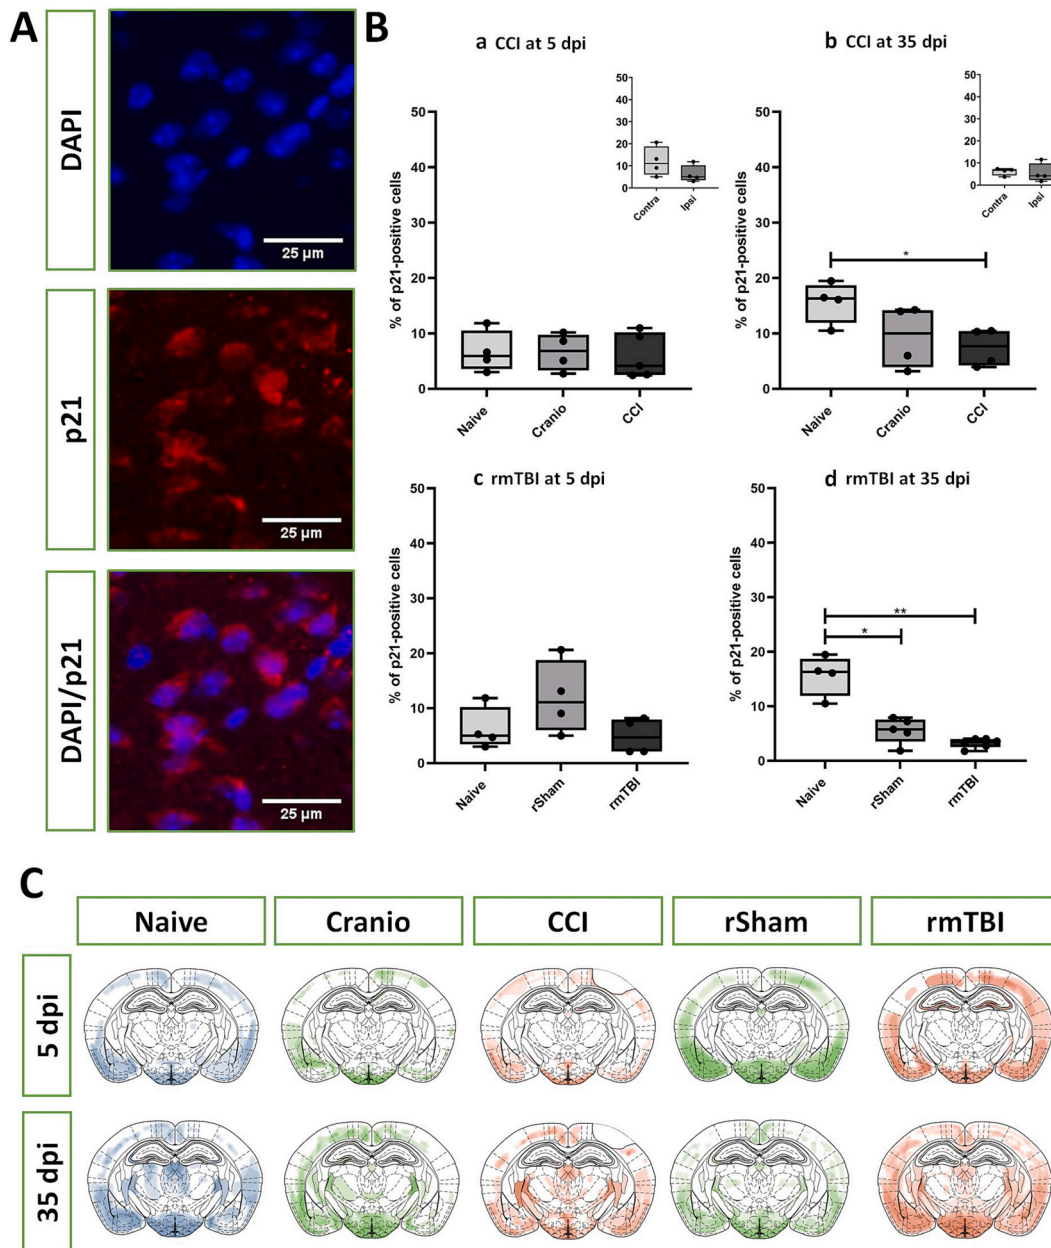 A
DAPI
25 µm
p21
25 µm
DAPI/p21
25 µm
B
a CCI at 5 dpi
50
40
30
20
10
0
% of p21-positive cells
Naive
Cranio
CCI
50
40
30
20
10
0
Contra
Ipsi
b CCI at 35 dpi
50
40
30
20
10
0
% of p21-positive cells
*
Naive
Cranio
CCI
50
40
30
20
10
0
Contra
Ipsi
c rmTBI at 5 dpi
50
40
30
20
10
0
% of p21-positive cells
Naive
rSham
rmTBI
d rmTBI at 35 dpi
50
40
30
20
10
0
% of p21-positive cells
**
*
Naive
rSham
rmTBI
C
Naive
Cranio
CCI
rSham
rmTBI
5 dpi
35 dpi